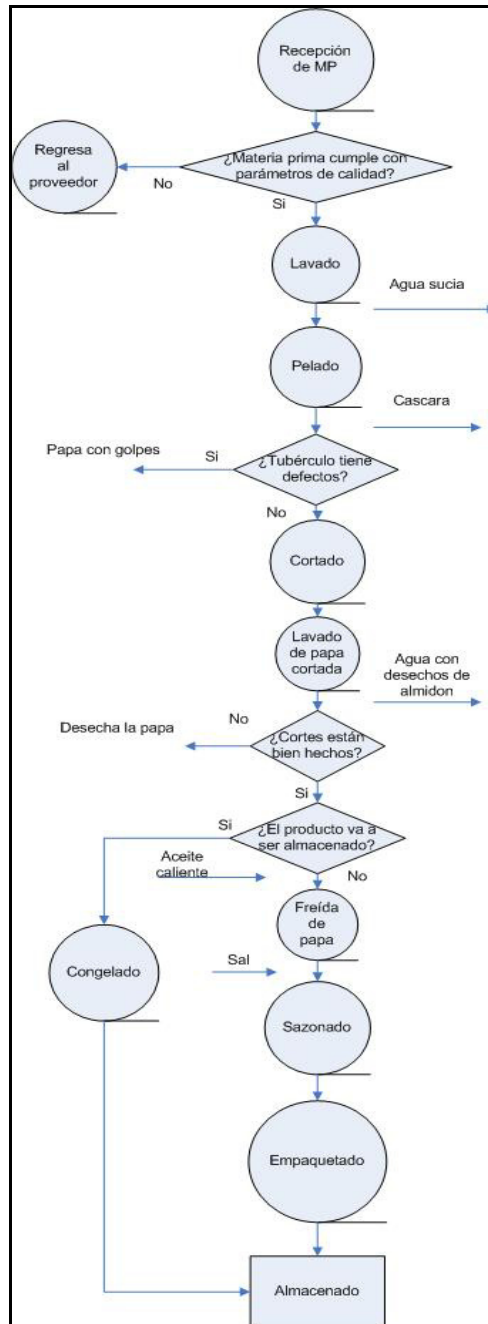 Recepción
de MP
¿Materia prima cumple con
parámetros de calidad?
Regresa
al
proveedor
No
Si
Lavado
Agua sucia
Pelado
Cascara
¿Tubérculo tiene
defectos?
Si
Papa con golpes
No
Cortado
Lavado
de papa
cortada
Agua con
desechos de
almidon
¿Cortes están
bien hechos?
No
Desecha la papa
Si
¿El producto va a
ser almacenado?
Si
No
Aceite
caliente
Freída
de
papa
Congelado
Sal
Sazonado
Empaquetado
Almacenado